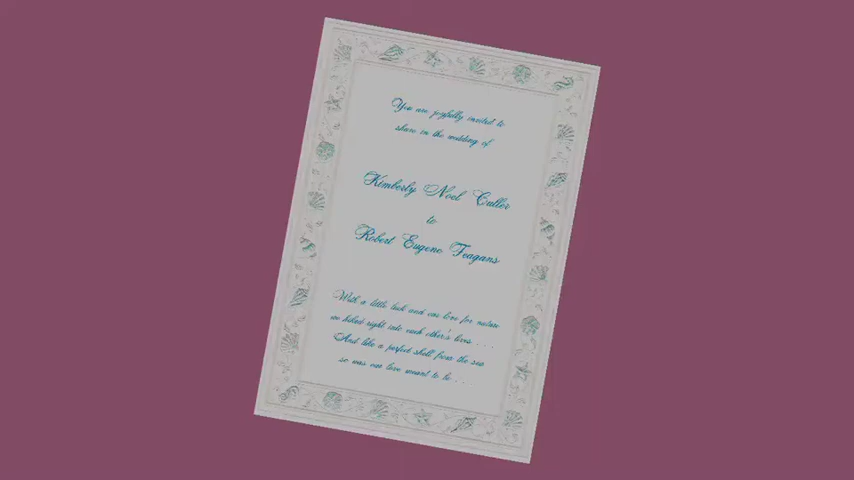 You are joyfully invited to
share in the wedding of
Kimberly Noel Culler
to
Robert Eugene Feagans
With a little luck and our love for nature
we hiked right into each other's lives . . .
And like a perfect shell from the sea
so was our love meant to be . . .